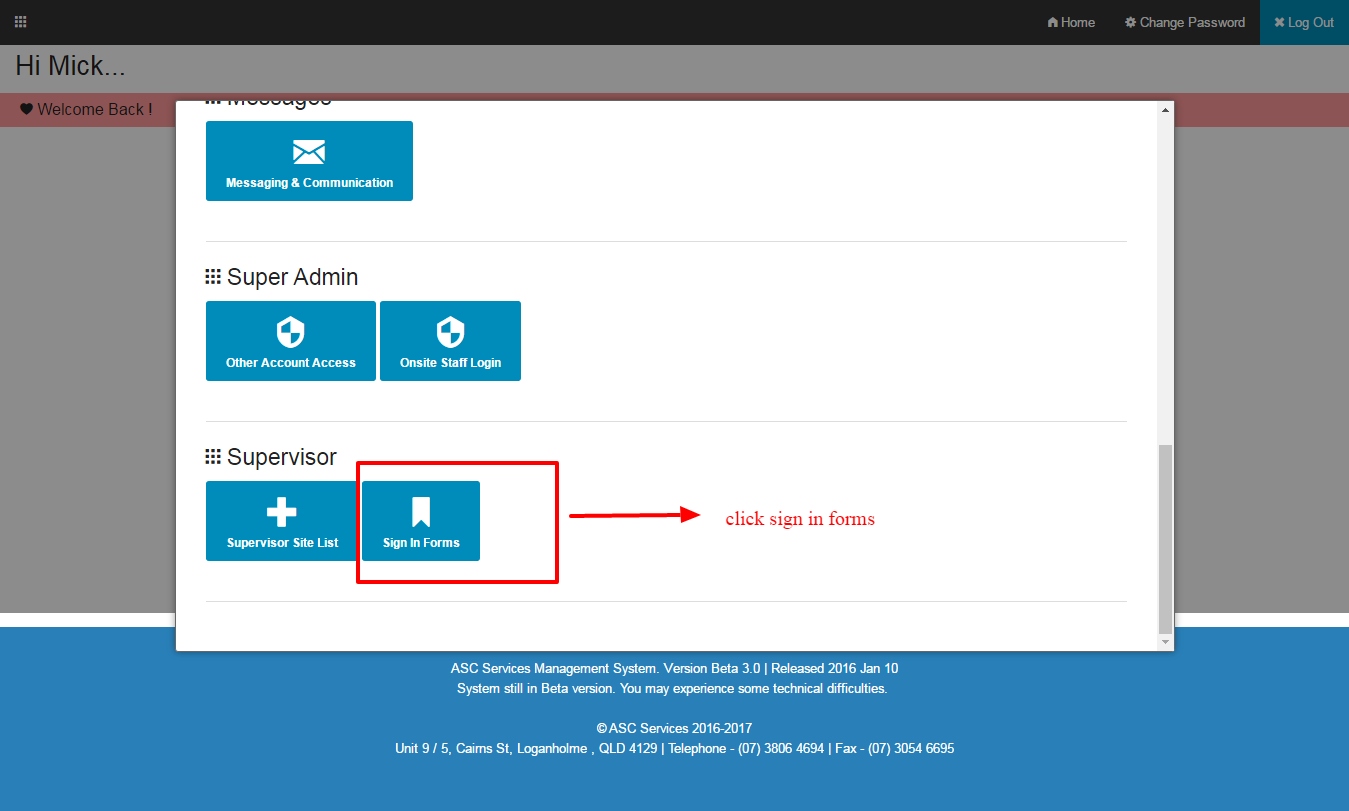 Home
Change Password
Log Out
Hi Mick...
Welcome Back !
Messages
Messaging & Communication
Super Admin
Other Account Access
Onsite Staff Login
Supervisor
Supervisor Site List
Sign In Forms
click sign in forms
ASC Services Management System. Version Beta 3.0 | Released 2016 Jan 10
System still in Beta version. You may experience some technical difficulties.
© ASC Services 2016-2017
Unit 9 / 5, Cairns St, Loganholme , QLD 4129 | Telephone - (07) 3806 4694 | Fax - (07) 3054 6695